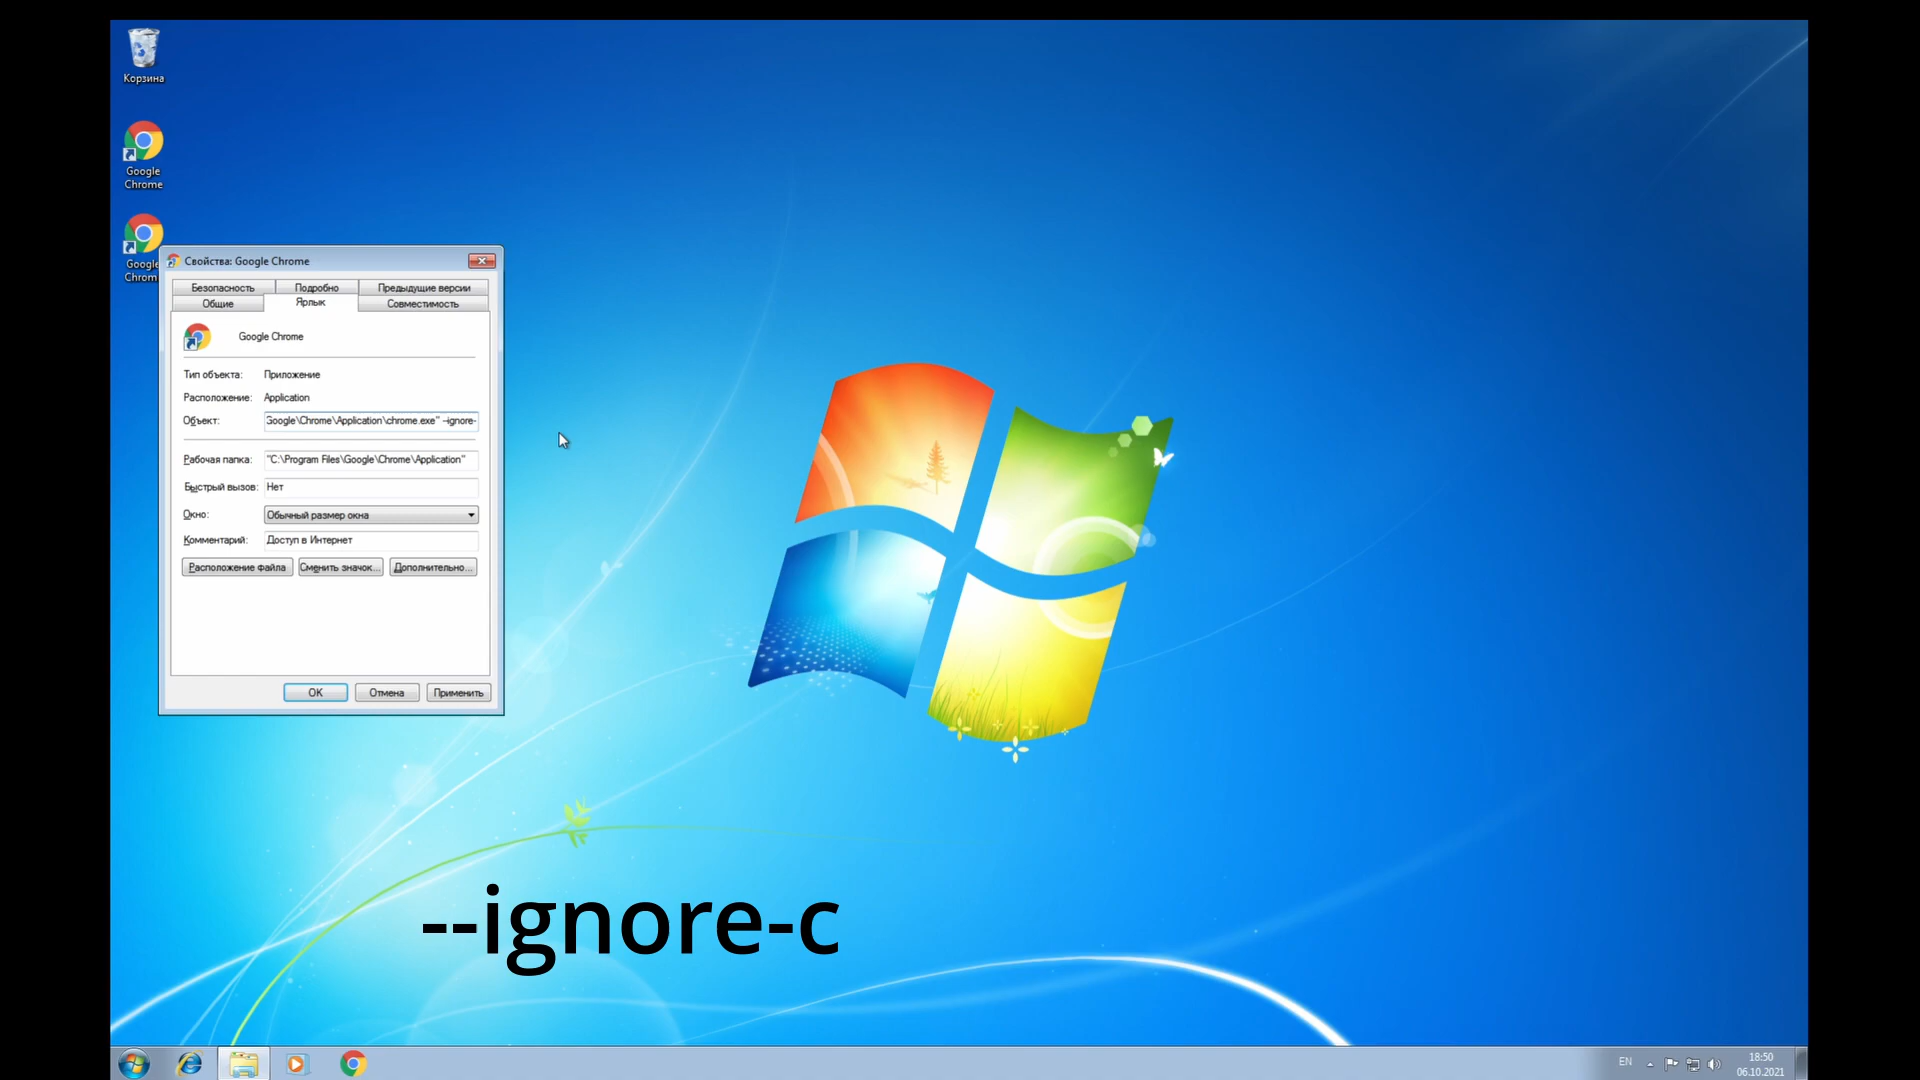 Корзина
Google
Chrome
Google
Chrom
Свойства: Google Chrome
Безопасность Подробно Предыдущие версии
Общие Ярлык Совместимость
Google Chrome
Тип объекта: Приложение
Расположение: Application
Объект: Google\Chrome\Application\chrome.exe" --ignore-
Рабочая папка: "C:\Program Files\Google\Chrome\Application"
Быстрый вызов: Нет
Окно: Обычный размер окна
Комментарий: Доступ в Интернет
Расположение файла Сменить значок... Дополнительно...
OK Отмена Применить
--ignore-c
EN 18:50
06.10.2021